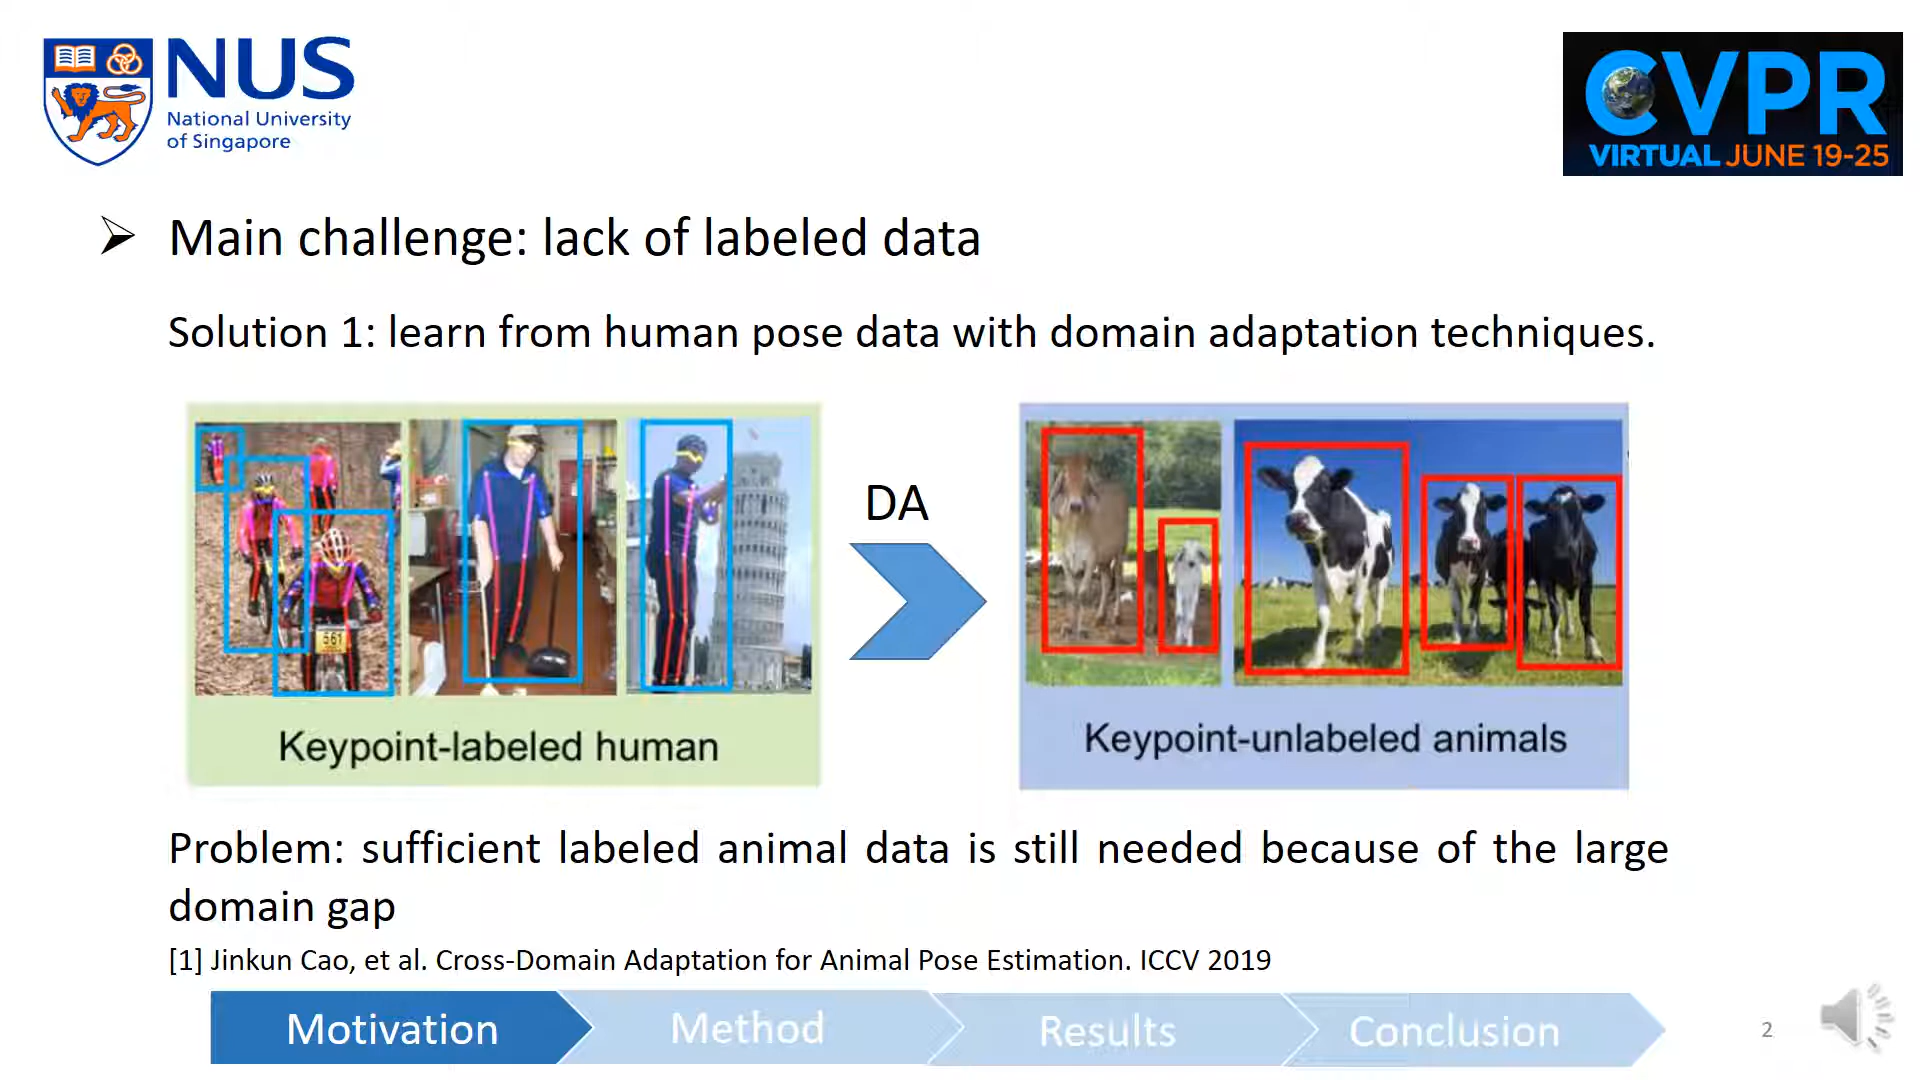 NUS
National University
of Singapore
CVPR
VIRTUAL JUNE 19-25
Main challenge: lack of labeled data
Solution 1: learn from human pose data with domain adaptation techniques.
561
DA
Keypoint-labeled human
Keypoint-unlabeled animals
Problem: sufficient labeled animal data is still needed because of the large
domain gap
[1] Jinkun Cao, et al. Cross-Domain Adaptation for Animal Pose Estimation. ICCV 2019
Motivation
Method
Results
Conclusion
2